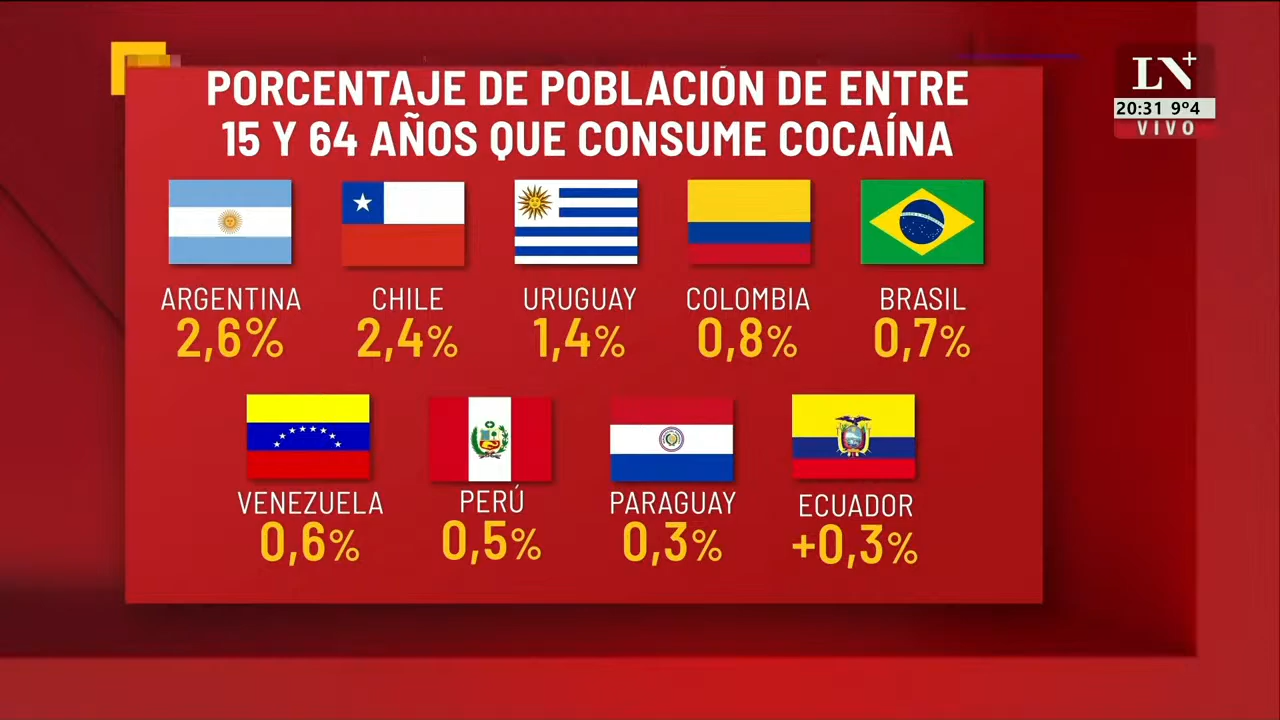 PORCENTAJE DE POBLACIÓN DE ENTRE
15 Y 64 AÑOS QUE CONSUME COCAÍNA
LN+
20:31 9°4
VIVO
ARGENTINA
2,6%
CHILE
2,4%
URUGUAY
1,4%
COLOMBIA
0,8%
BRASIL
0,7%
VENEZUELA
0,6%
PERÚ
0,5%
PARAGUAY
0,3%
ECUADOR
+0,3%